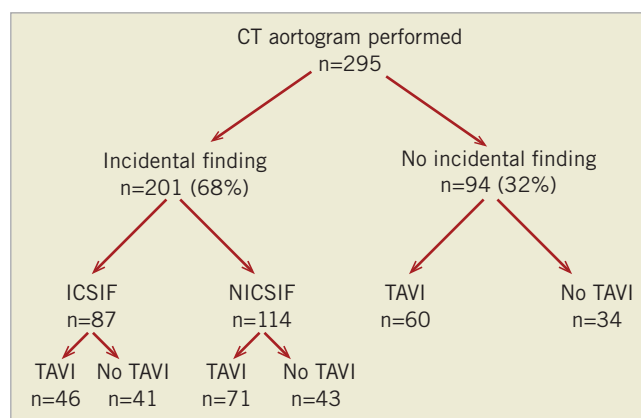 CT aortogram performed
n=295
Incidental finding
n=201 (68%)
No incidental finding
n=94 (32%)
ICSIF
n=87
NICSIF
n=114
TAVI
n=60
No TAVI
n=34
TAVI
n=46
No TAVI
n=41
TAVI
n=71
No TAVI
n=43